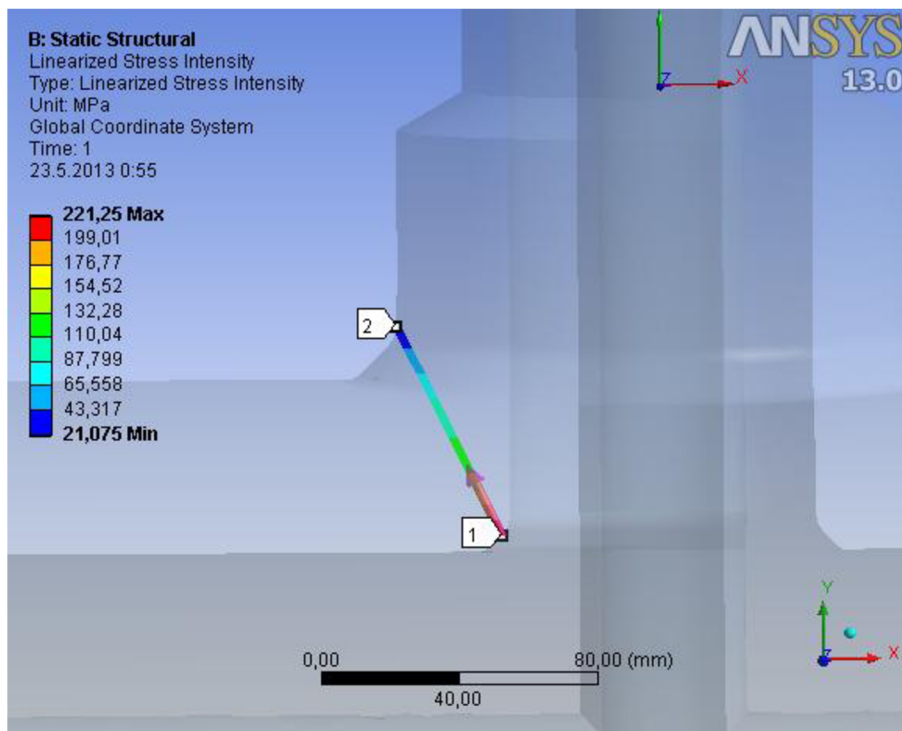 B: Static Structural
Linearized Stress Intensity
Type: Linearized Stress Intensity
Unit: MPa
Global Coordinate System
Time: 1
23.5.2013 0:55
221,25 Max
199,01
176,77
154,52
132,28
110,04
87,799
65,558
43,317
21,075 Min
ANSYS
13.0
Z X
2
1
Y
Z X
0,00 80,00 (mm)
40,00